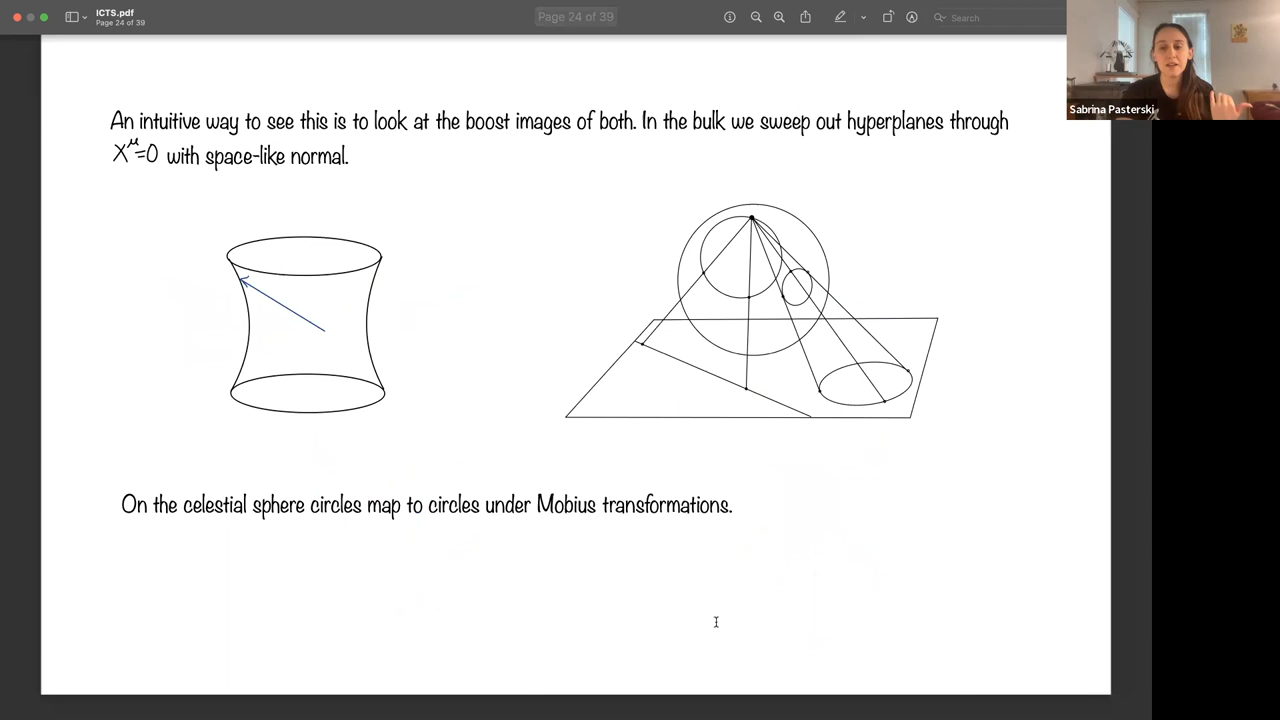 ICTS.pdf
Page 24 of 39
Page 24 of 39
Search
Sabrina Pasterski
An intuitive way to see this is to look at the boost images of both. In the bulk we sweep out hyperplanes through
X^μ=0 with space-like normal.
On the celestial sphere circles map to circles under Mobius transformations.